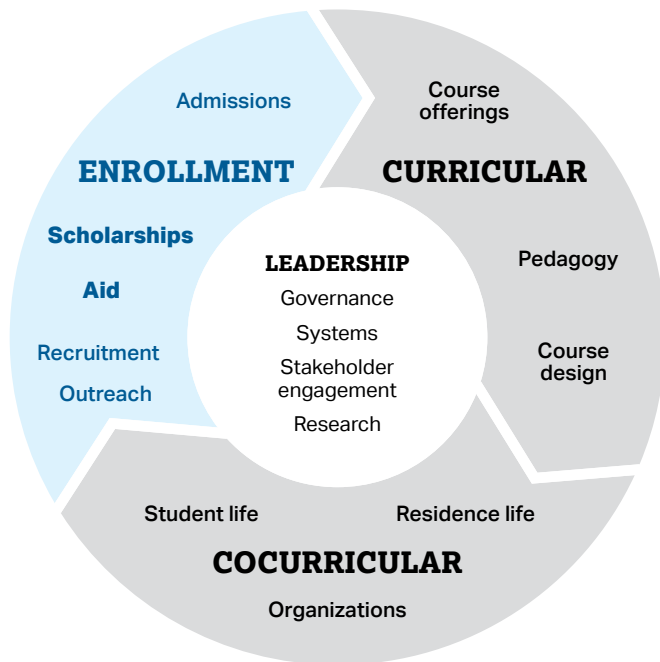 Admissions
ENROLLMENT
Scholarships
Aid
Recruitment
Outreach
Course
offerings
CURRICULAR
Pedagogy
Course
design
LEADERSHIP
Governance
Systems
Stakeholder
engagement
Research
Student life
Residence life
COCURRICULAR
Organizations